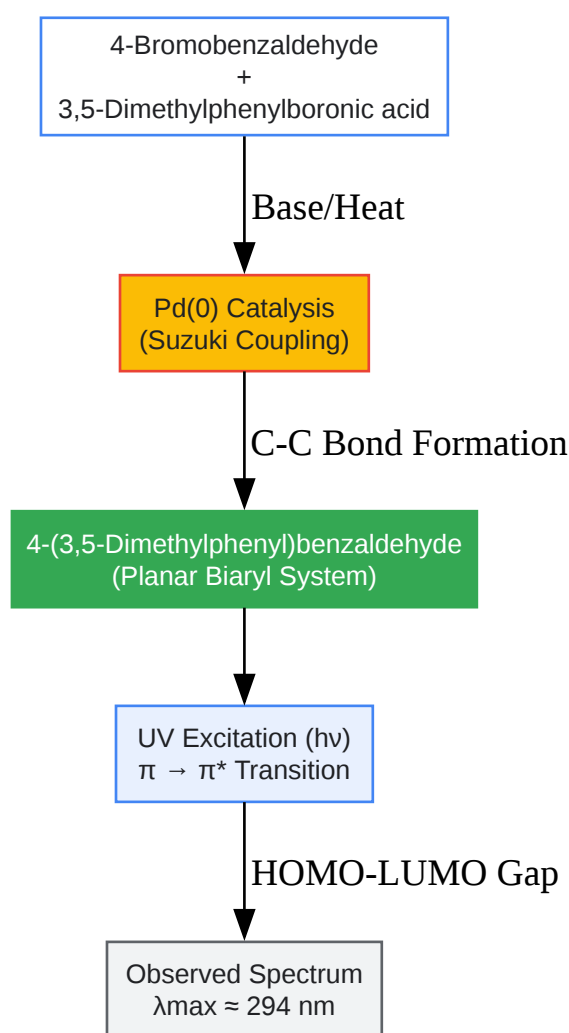 4-Bromobenzaldehyde
+
3,5-Dimethylphenylboronic acid
Base/Heat
Pd(0) Catalysis
(Suzuki Coupling)
C-C Bond Formation
4-(3,5-Dimethylphenyl)benzaldehyde
(Planar Biaryl System)
UV Excitation (hν)
π → π* Transition
HOMO-LUMO Gap
Observed Spectrum
λmax ≈ 294 nm